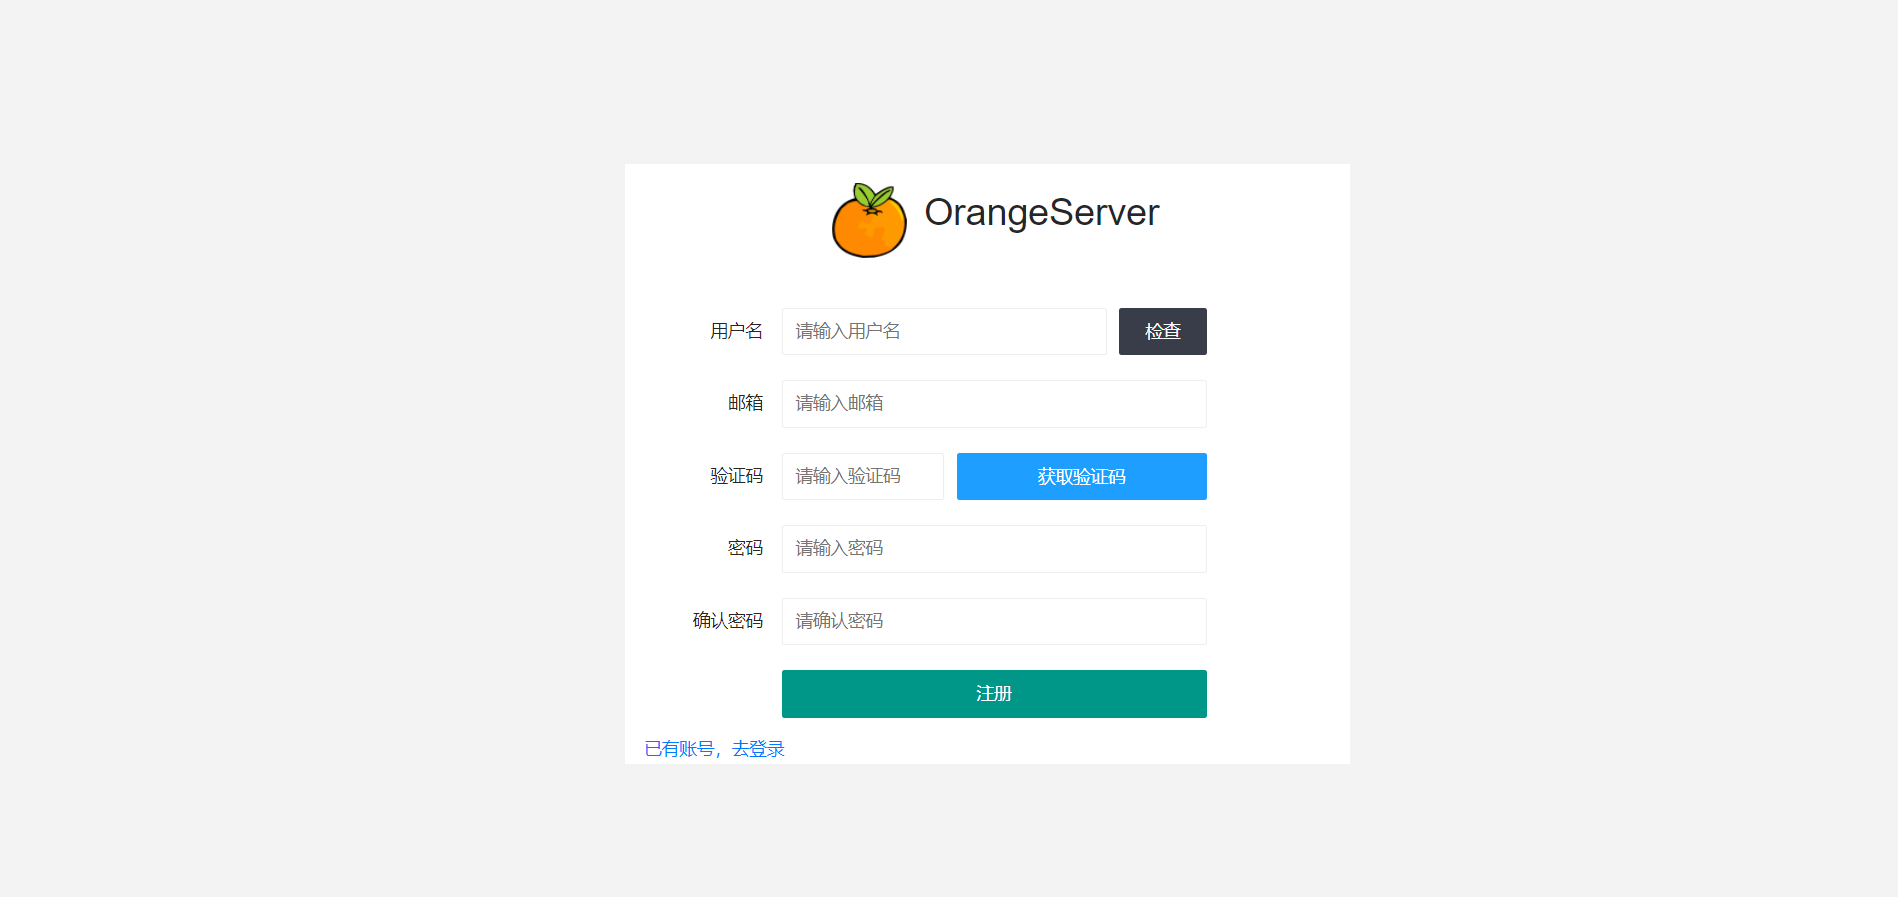 OrangeServer
用户名 请输入用户名 检查
邮箱 请输入邮箱
验证码 请输入验证码 获取验证码
密码 请输入密码
确认密码 请确认密码
注册
已有账号，去登录